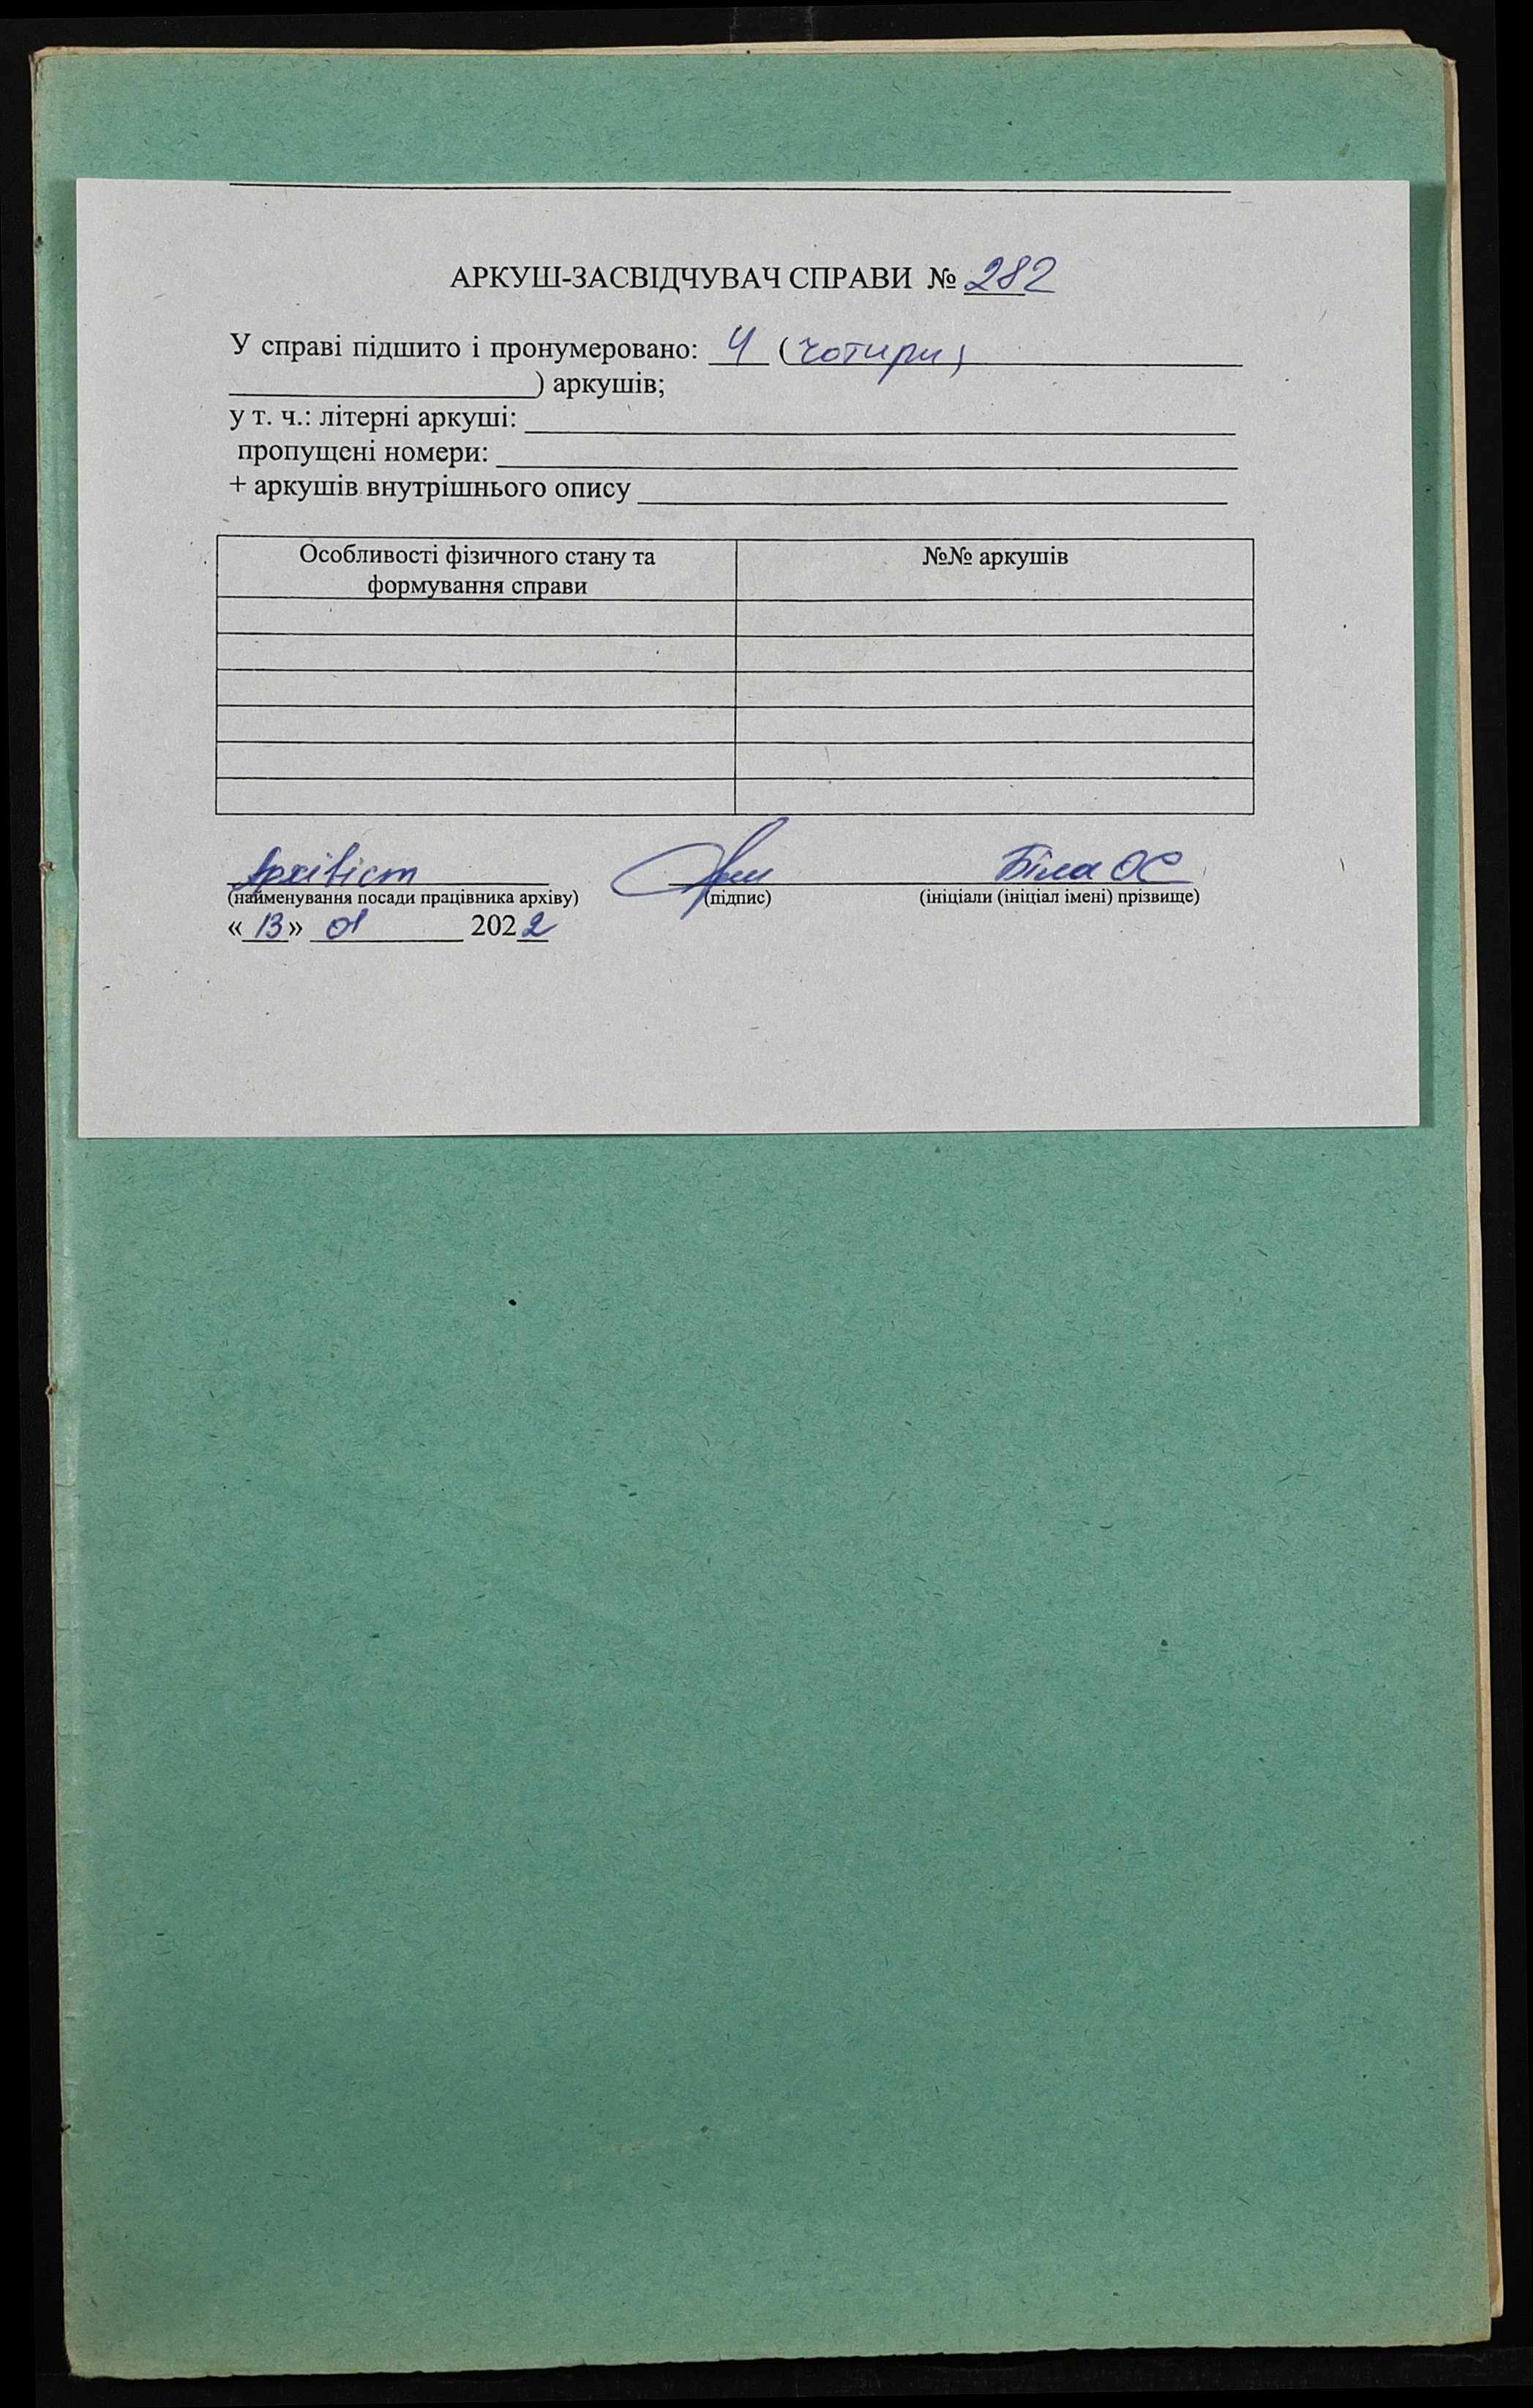 АРКУШ-ЗАСВІДЧУВАЧ СПРАВИ № 282
У справі підшито і пронумеровано: 4 (чотири)
) аркушів;
у т. ч.: літерні аркуші:
пропущені номери:
+ аркушів внутрішнього опису
Особливості фізичного стану та формування справи №№ аркушів
Архівіст Біла ОС
(найменування посади працівника архіву) (підпис) (ініціали (ініціал імені) прізвище)
«13» 01 2022